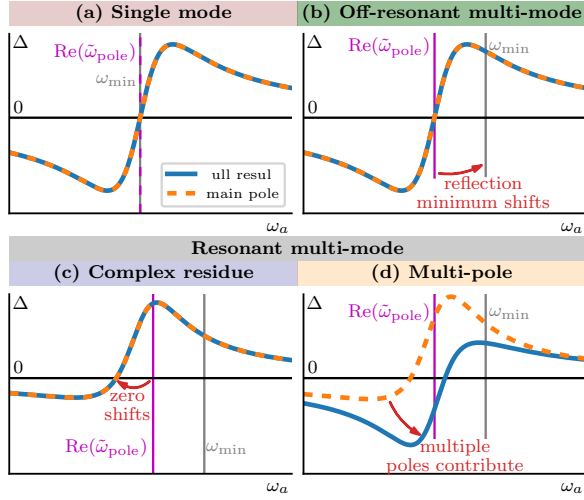 (a) Single mode
Δ
Re(ω̃pole)
ωmin
0
ull resul
main pole
ωa
(b) Off-resonant multi-mode
Δ
Re(ω̃pole)
ωmin
0
reflection
minimum shifts
ωa
Resonant multi-mode
(c) Complex residue
Δ
0
zero
shifts
Re(ω̃pole)
ωmin
ωa
(d) Multi-pole
Δ
Re(ω̃pole)
ωmin
0
multiple
poles contribute
ωa